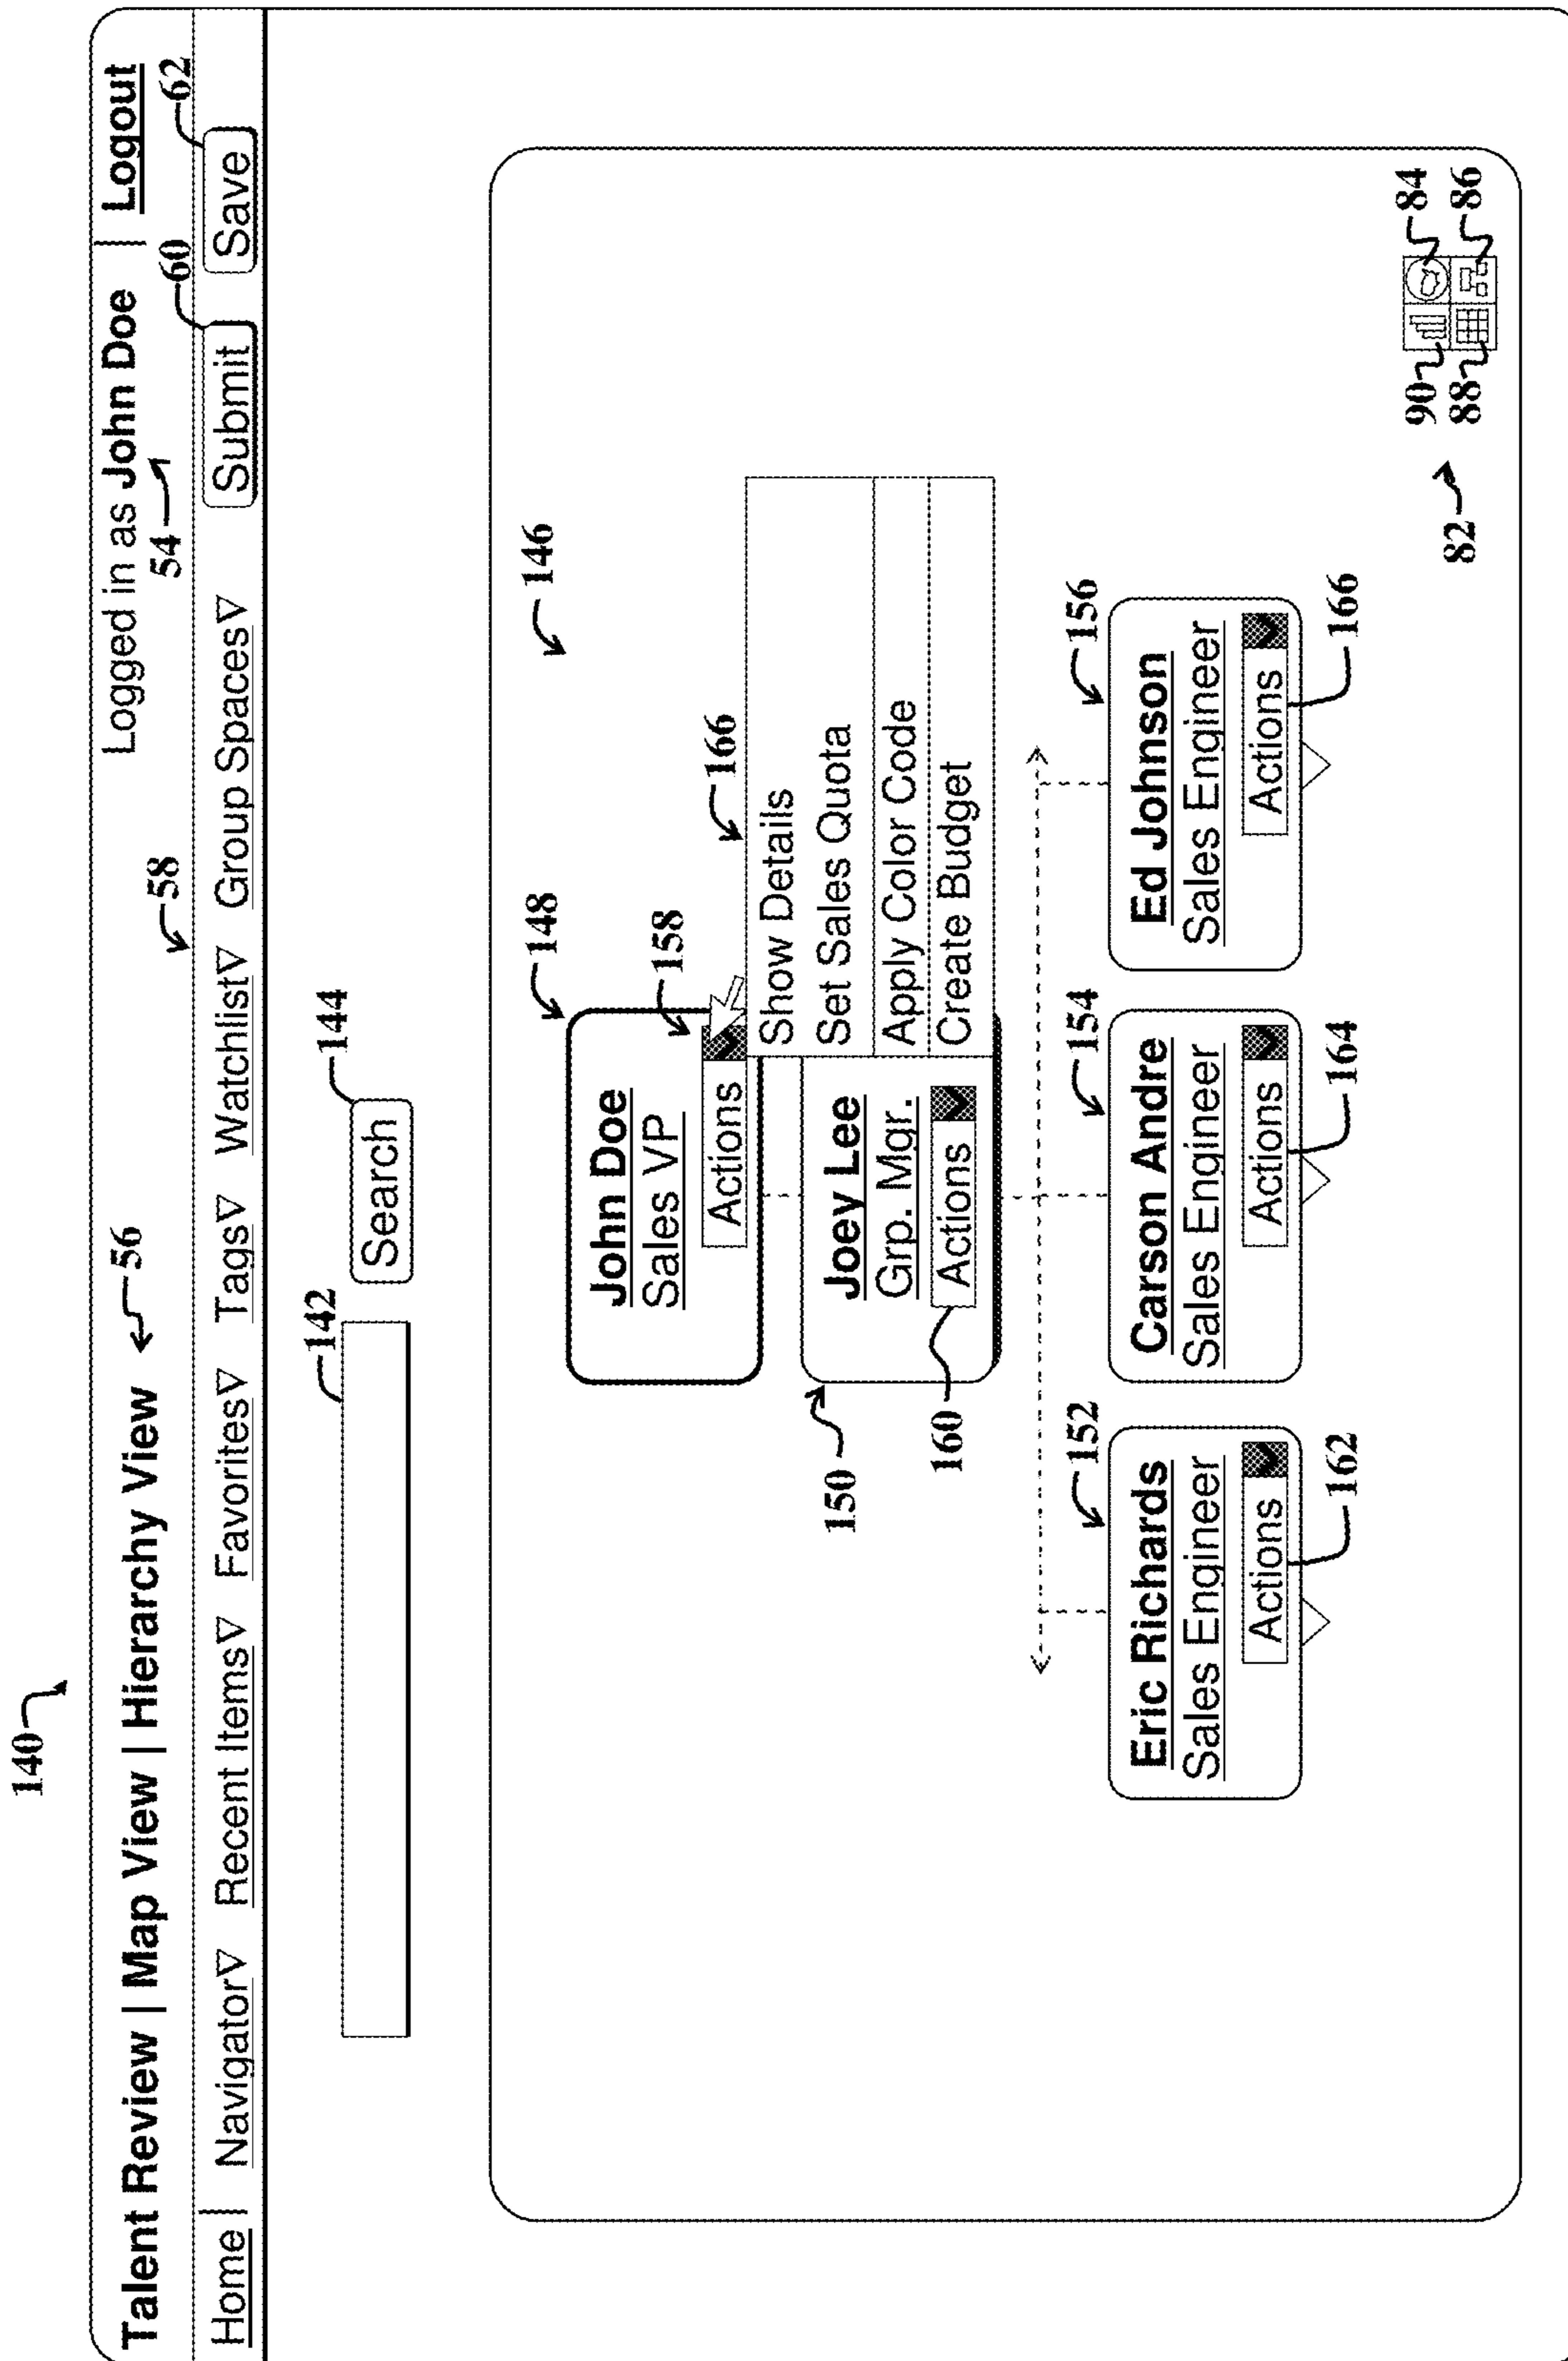 140
Talent Review | Map View | Hierarchy View 56 Logged in as John Doe | Logout
54
58 60 62
Home | Navigator▽ Recent Items▽ Favorites▽ Tags▽ Watchlist▽ Group Spaces▽ Submit Save
142 144
Search
148 146
John Doe
Sales VP 158
Actions 166
Show Details
Set Sales Quota
Apply Color Code
Create Budget
150 Joey Lee
Grp. Mgr.
160 Actions
152 154 156
Eric Richards Carson Andre Ed Johnson
Sales Engineer Sales Engineer Sales Engineer
Actions Actions Actions
162 164 166
82 90 84
88 86